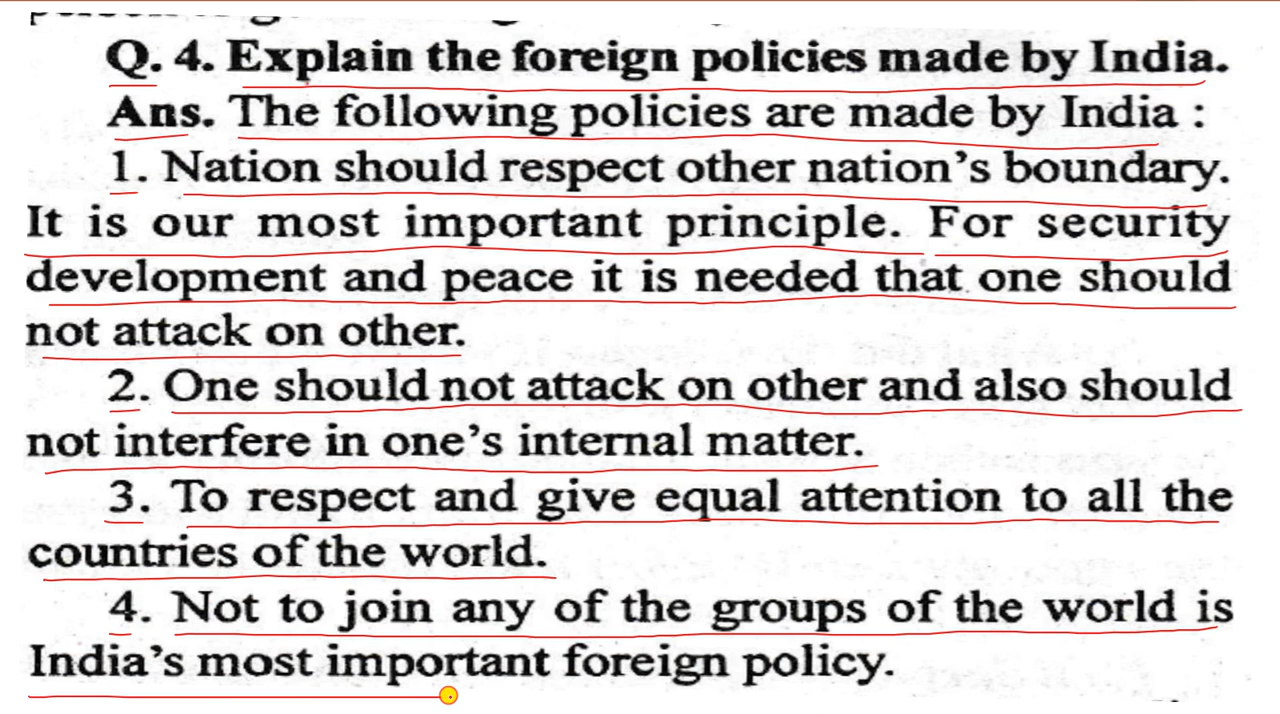 Q. 4. Explain the foreign policies made by India.
Ans. The following policies are made by India :
1. Nation should respect other nation's boundary.
It is our most important principle. For security
development and peace it is needed that one should
not attack on other.
2. One should not attack on other and also should
not interfere in one's internal matter.
3. To respect and give equal attention to all the
countries of the world.
4. Not to join any of the groups of the world is
India's most important foreign policy.